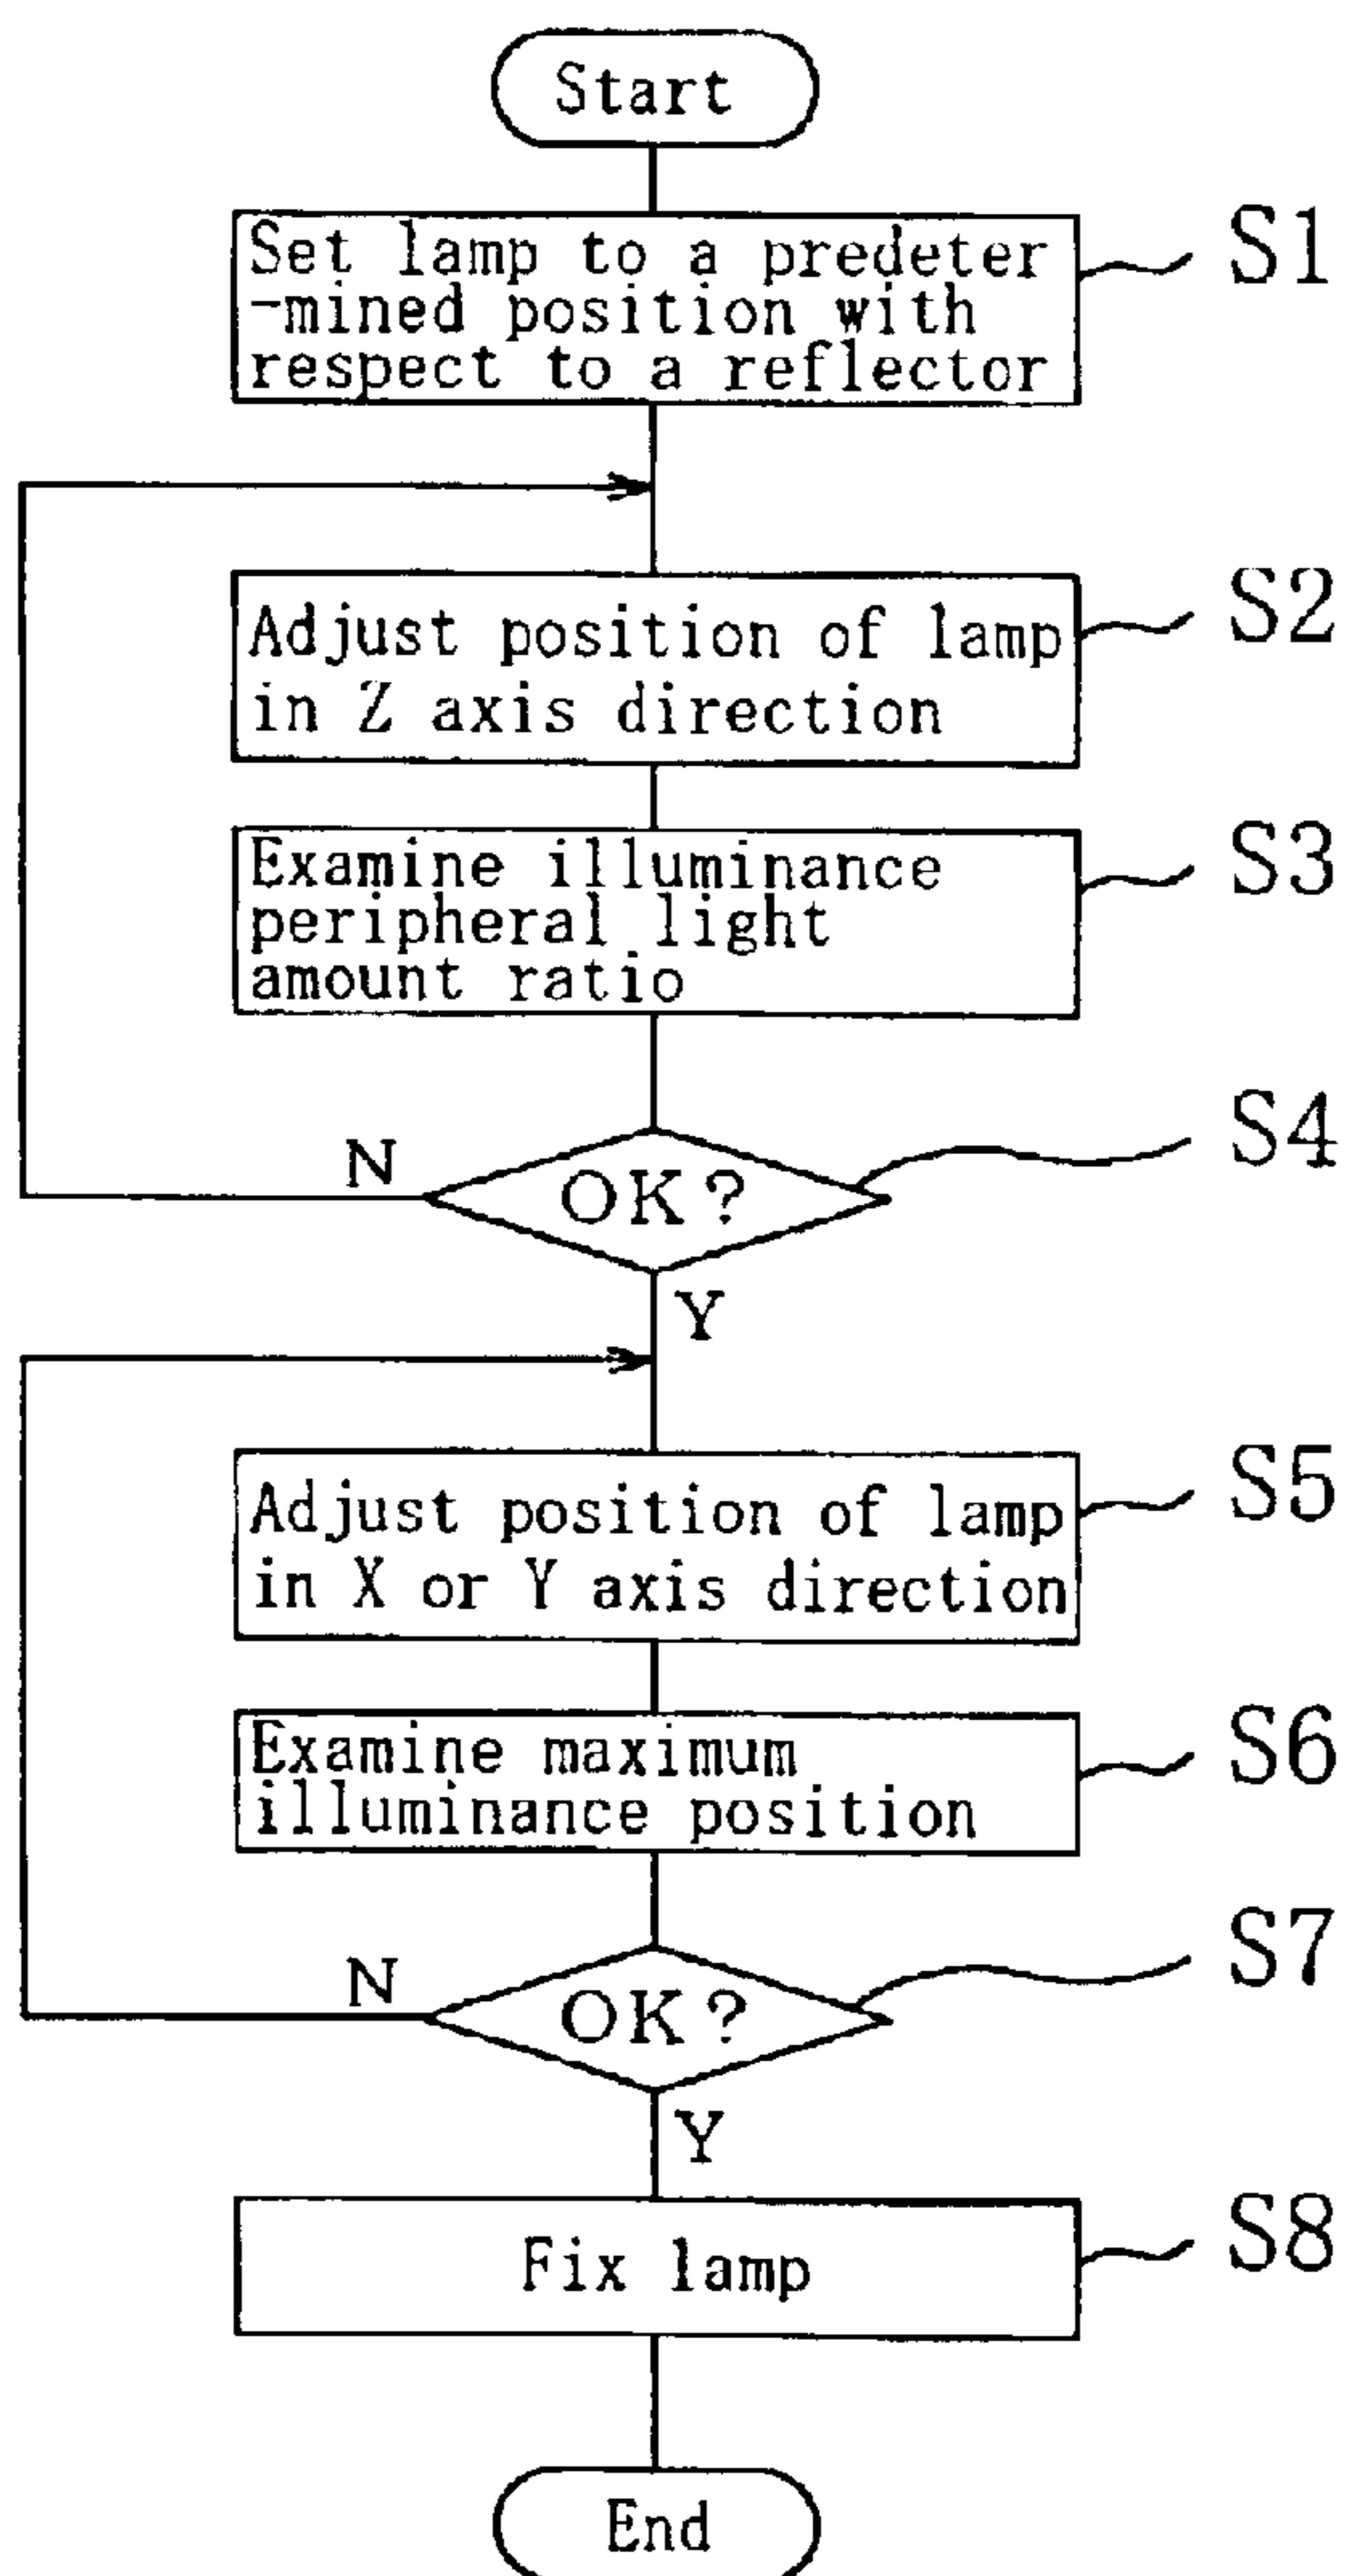 Start
Set lamp to a predeter
-mined position with
respect to a reflector
S1
Adjust position of lamp
in Z axis direction
S2
Examine illuminance
peripheral light
amount ratio
S3
OK?
S4
N
Y
Adjust position of lamp
in X or Y axis direction
S5
Examine maximum
illuminance position
S6
OK?
S7
N
Y
Fix lamp
S8
End